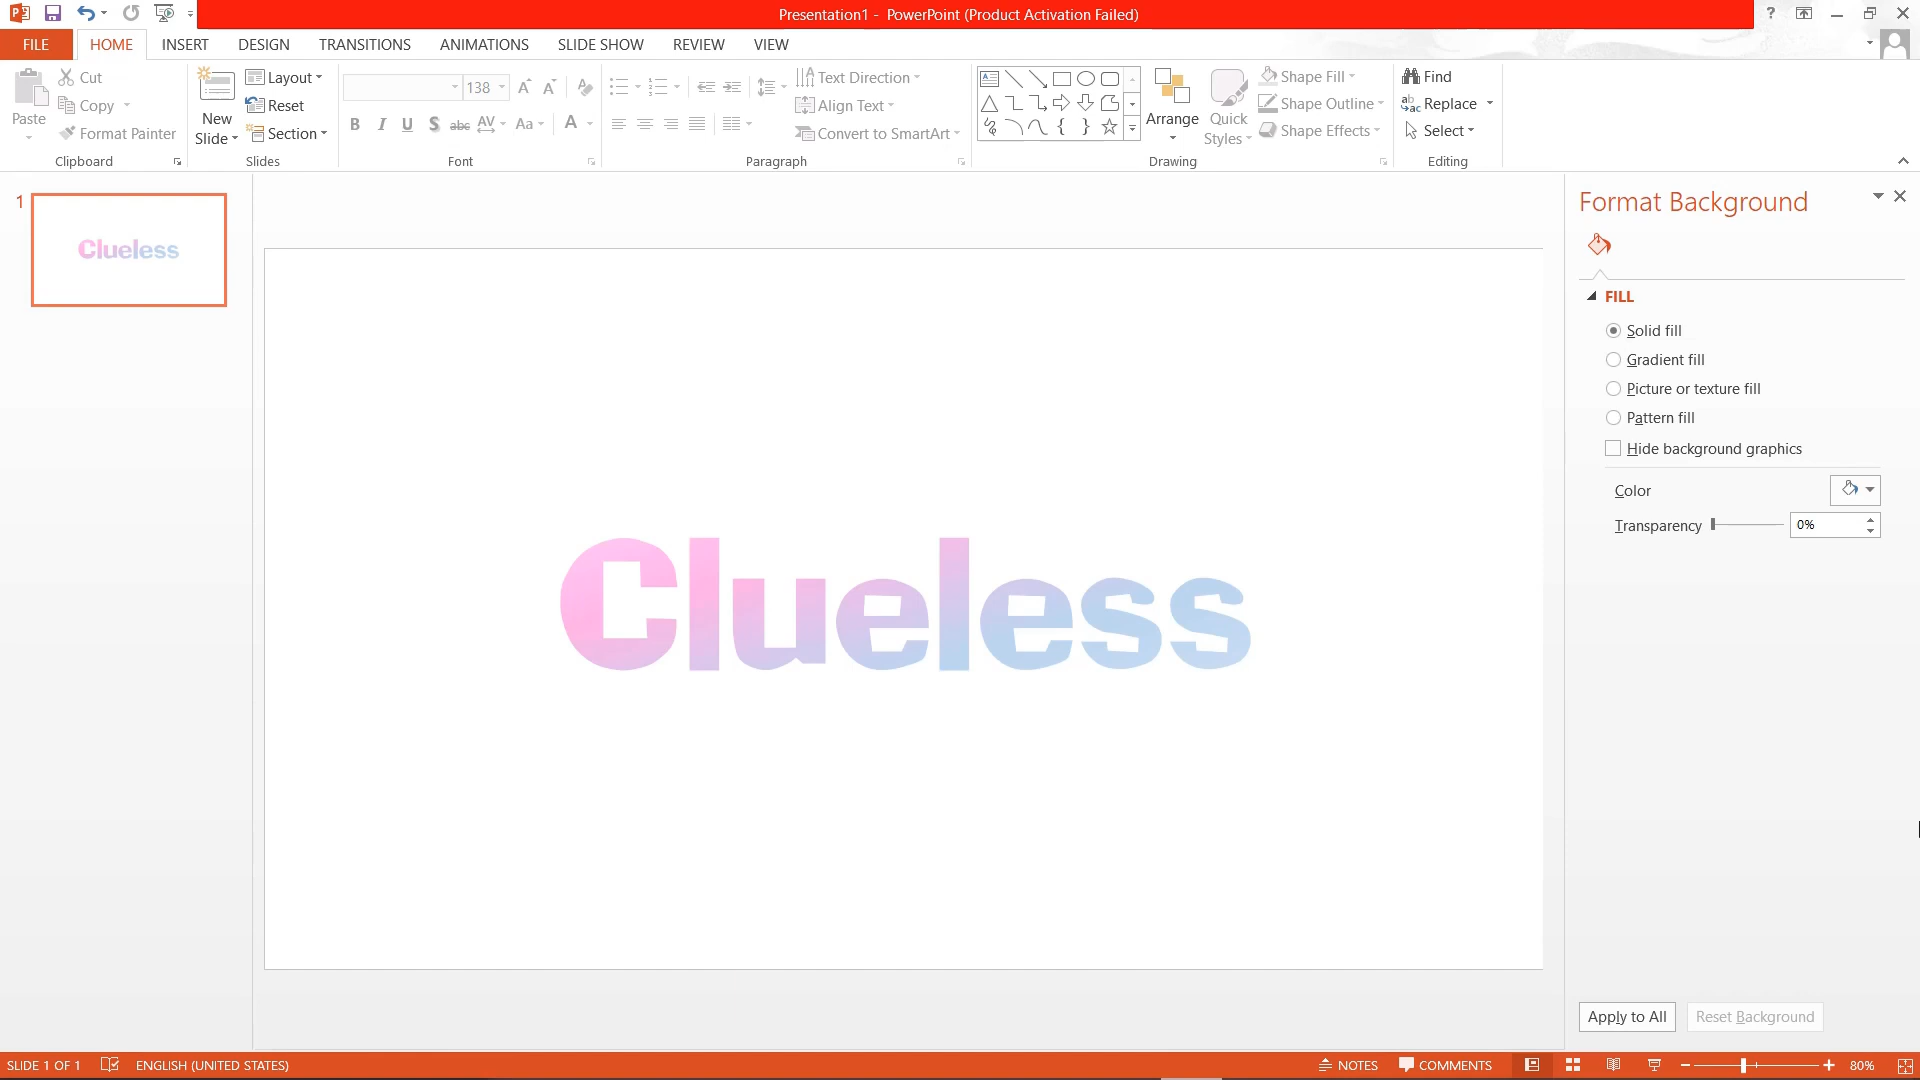 Presentation1 - PowerPoint (Product Activation Failed)
?
FILE HOME INSERT DESIGN TRANSITIONS ANIMATIONS SLIDE SHOW REVIEW VIEW
Paste
Cut
Copy
Format Painter
Clipboard
New
Slide
Layout
Reset
Section
Slides
138
B I U S abc AV Aa A
Font
Text Direction
Align Text
Convert to SmartArt
Paragraph
Arrange
Quick
Styles
Shape Fill
Shape Outline
Shape Effects
Drawing
Find
Replace
Select
Editing
1
Clueless
Clueless
Format Background
FILL
Solid fill
Gradient fill
Picture or texture fill
Pattern fill
Hide background graphics
Color
Transparency 0%
Apply to All Reset Background
SLIDE 1 OF 1 ENGLISH (UNITED STATES) NOTES COMMENTS 80%